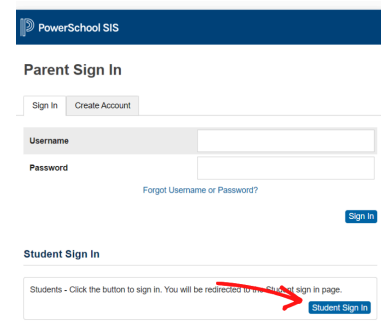 PowerSchool SIS
Parent Sign In
Sign In Create Account
Username
Password
Forgot Username or Password?
Sign In
Student Sign In
Students - Click the button to sign in. You will be redirected to the Student sign in page.
Student Sign In